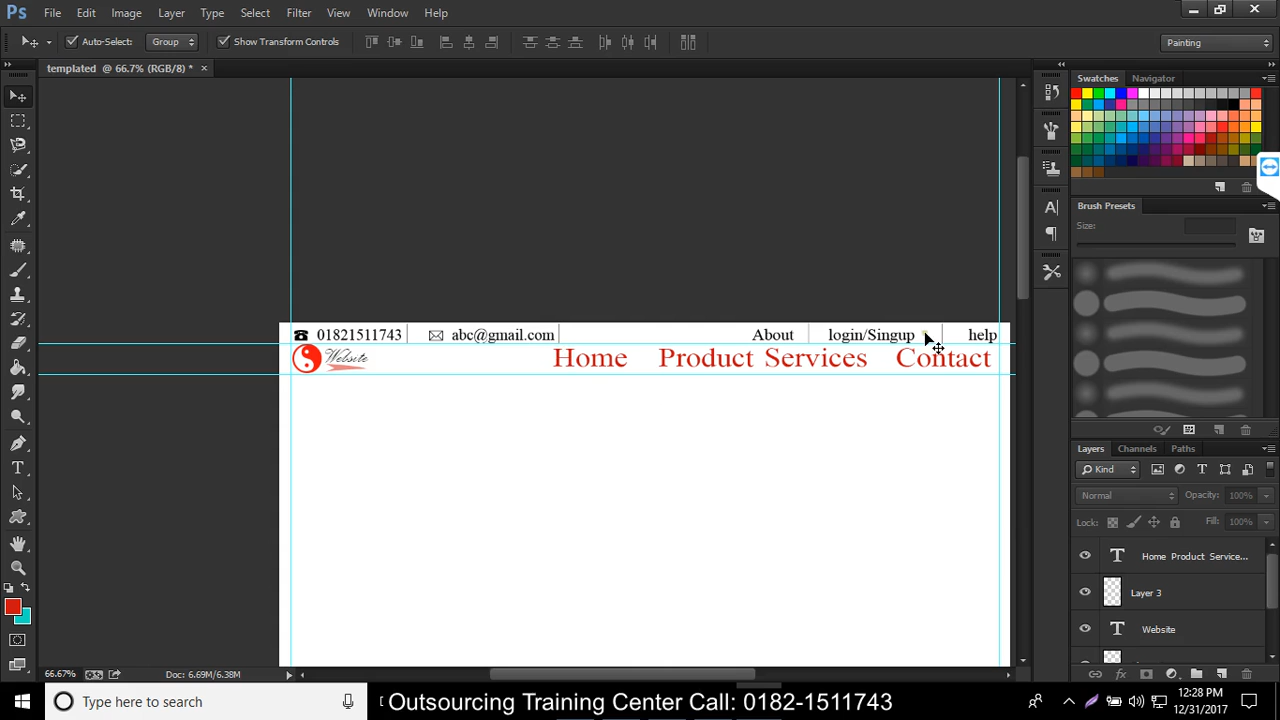 Ps File Edit Image Layer Type Select Filter View Window Help
Auto-Select: Group Show Transform Controls Painting
templated @ 66.7% (RGB/8) * ×
Swatches Navigator
Brush Presets
Size:
01821511743 abc@gmail.com About login/Singup help
Website Home Product Services Contact
Layers Channels Paths
Kind
Normal Opacity: 100%
Lock: Fill: 100%
Home Product Service...
Layer 3
Website
66.67% Doc: 6.69M/6.38M
Type here to search
Outsourcing Training Center Call: 0182-1511743
12:28 PM
12/31/2017